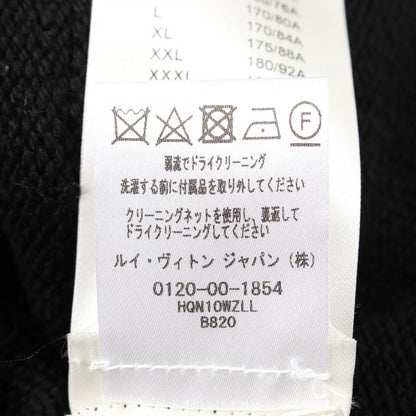 L 170/80A
XL 170/84A
XXL 175/88A
XXXL 180/92A
F
弱流でドライクリーニング
洗濯する前に付属品を取り外してください
クリーニングネットを使用し、裏返して
ドライクリーニングしてください
ルイ・ヴィトン ジャパン (株)
0120-00-1854
HQN10WZLL
B820